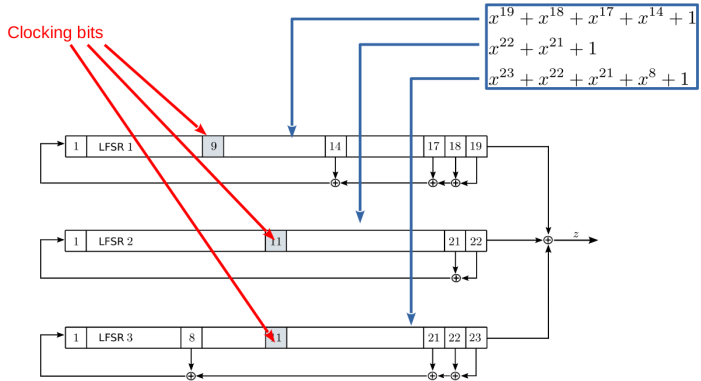 Clocking bits
x^{19} + x^{18} + x^{17} + x^{14} + 1
x^{22} + x^{21} + 1
x^{23} + x^{22} + x^{21} + x^{8} + 1
1 LFSR 1 9 14 17 18 19
1 LFSR 2 11 21 22
z
1 LFSR 3 8 11 21 22 23